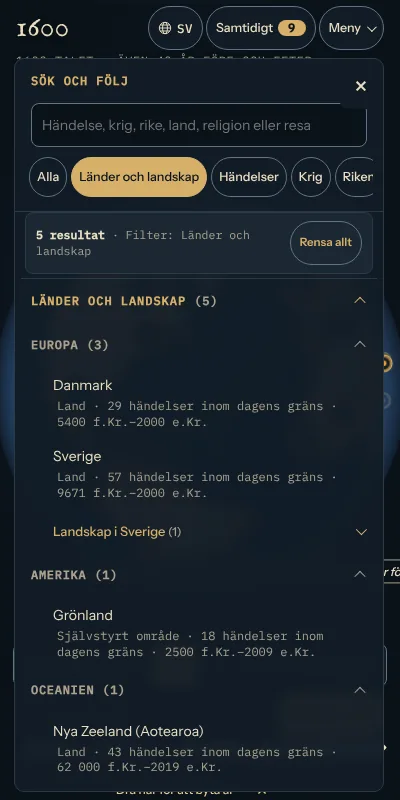 1600
SV
Samtidigt 9
Meny
SÖK OCH FÖLJ
×
Händelse, krig, rike, land, religion eller resa
Alla
Länder och landskap
Händelser
Krig
Riken
5 resultat · Filter: Länder och
landskap
Rensa allt
LÄNDER OCH LANDSKAP (5)
EUROPA (3)
Danmark
Land · 29 händelser inom dagens gräns ·
5400 f.Kr.–2000 e.Kr.
Sverige
Land · 57 händelser inom dagens gräns ·
9671 f.Kr.–2000 e.Kr.
Landskap i Sverige (1)
AMERIKA (1)
Grönland
Självstyrt område · 18 händelser inom
dagens gräns · 2500 f.Kr.–2009 e.Kr.
OCEANIEN (1)
Nya Zeeland (Aotearoa)
Land · 43 händelser inom dagens gräns ·
62 000 f.Kr.–2019 e.Kr.